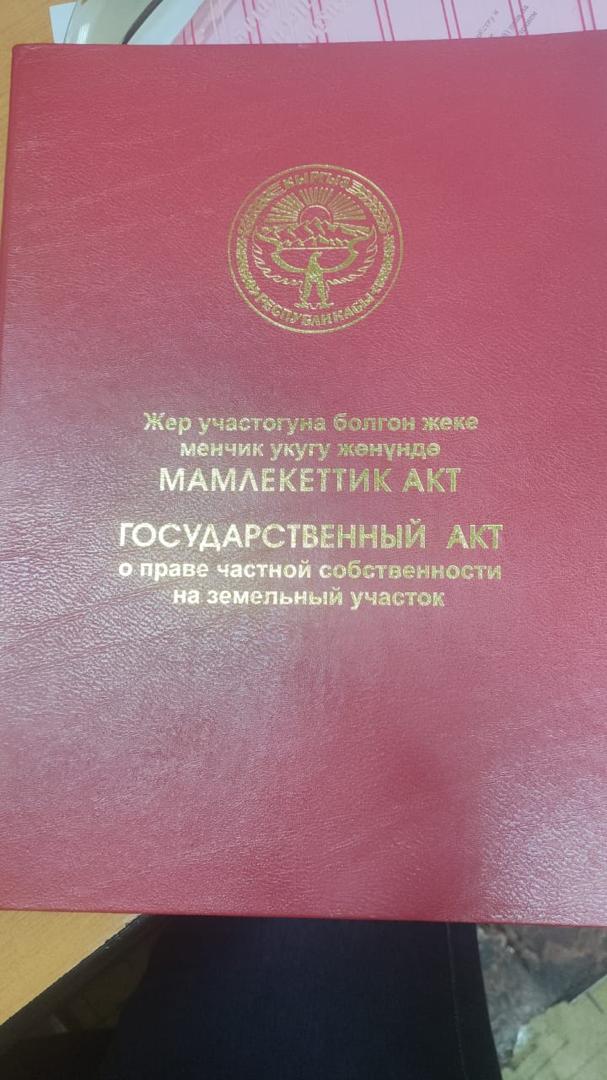 КЫРГЫЗ
РЕСПУБЛИКАСЫ
Жер участогуна болгон жеке
менчик укугу жөнүндө
МАМЛЕКЕТТИК АКТ
ГОСУДАРСТВЕННЫЙ АКТ
о праве частной собственности
на земельный участок